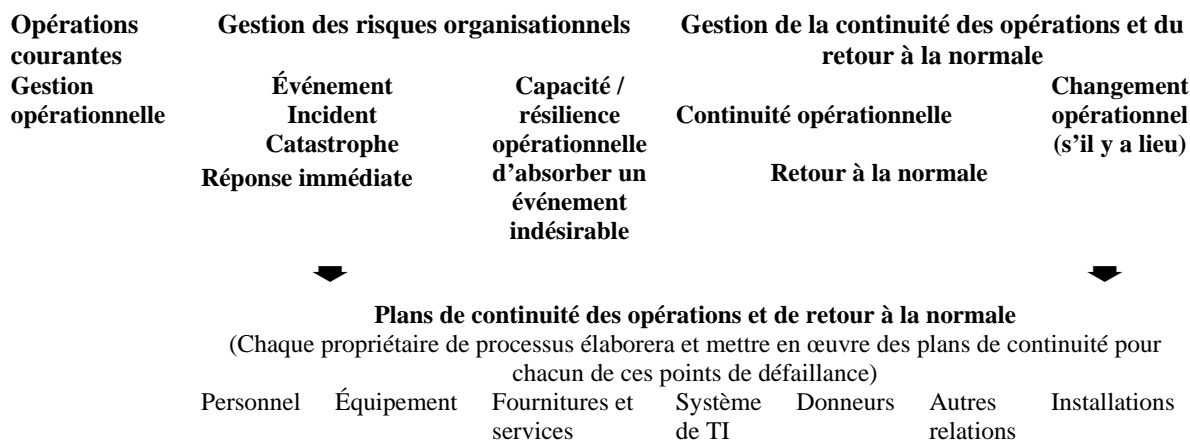 Opérations courantes
Gestion des risques organisationnels
Gestion de la continuité des opérations et du
retour à la normale
Gestion
opérationnelle
Événement
Incident
Catastrophe
Réponse immédiate
Capacité /
résilience
opérationnelle
d'absorber un
événement
indésirable
Continuité opérationnelle
Retour à la normale
Changement
opérationnel
(s'il y a lieu)
Plans de continuité des opérations et de retour à la normale
(Chaque propriétaire de processus élaborera et mettre en œuvre des plans de continuité pour
chacun de ces points de défaillance)
Personnel
Équipement
Fournitures et
services
Système
de TI
Donneurs
Autres
relations
Installations